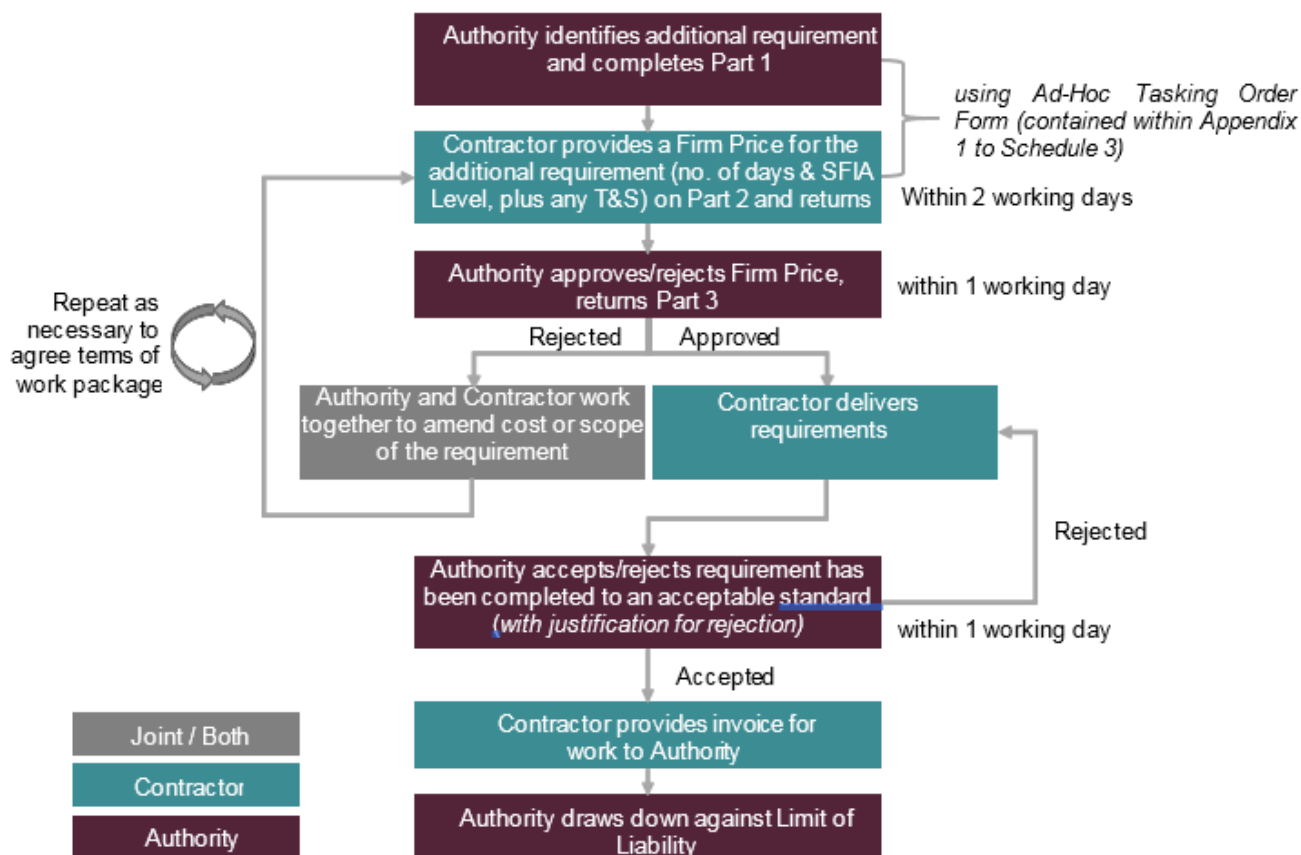 Authority identifies additional requirement
and completes Part 1
using Ad-Hoc Tasking Order
Form (contained within Appendix
1 to Schedule 3)
Contractor provides a Firm Price for the
additional requirement (no. of days & SFIA
Level, plus any T&S) on Part 2 and returns
Within 2 working days
Authority approves/rejects Firm Price,
returns Part 3
within 1 working day
Repeat as
necessary to
agree terms of
work package
Rejected
Approved
Authority and Contractor work
together to amend cost or scope
of the requirement
Contractor delivers
requirements
Rejected
Authority accepts/rejects requirement has
been completed to an acceptable standard
(with justification for rejection)
within 1 working day
Accepted
Contractor provides invoice for
work to Authority
Authority draws down against Limit of
Liability
Joint / Both
Contractor
Authority